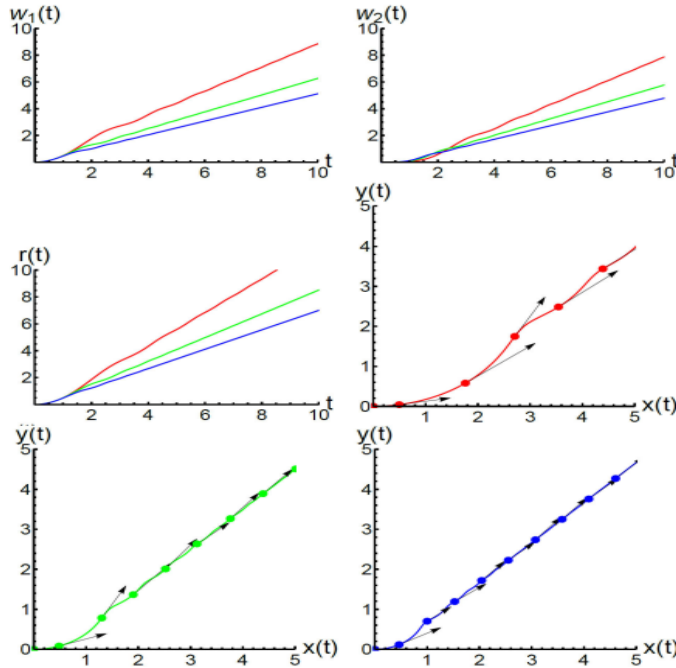 w₁(t) w₂(t)
10 10
8 8
6 6
4 4
2 2
2 4 6 8 10 t 2 4 6 8 10 t
r(t) y(t)
10 5
8 4
6 3
4 2
2 1
2 4 6 8 10 t 0 0 1 2 3 4 5 x(t)
y(t) y(t)
5 5
4 4
3 3
2 2
1 1
0 0 1 2 3 4 5 x(t) 0 0 1 2 3 4 5 x(t)